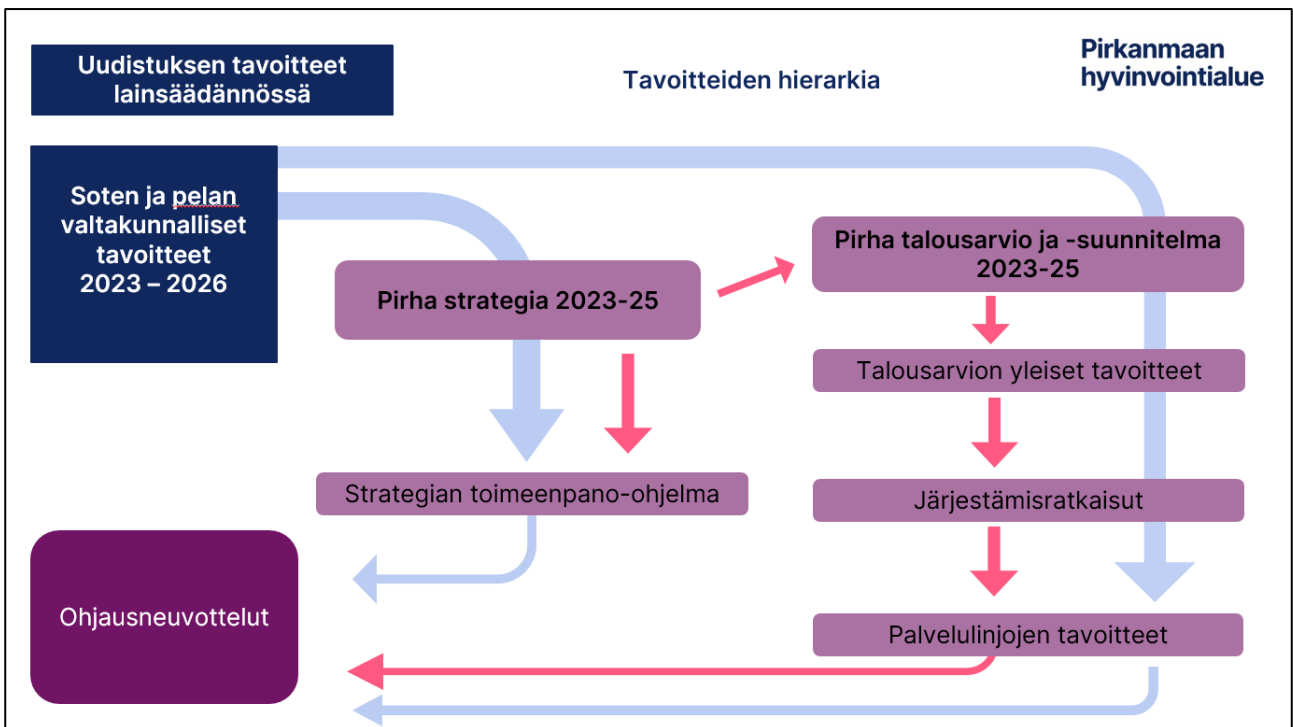 Uudistuksen tavoitteet
lainsäädännössä
Tavoitteiden hierarkia
Pirkanmaan
hyvinvointialue
Soten ja pelan
valtakunnalliset
tavoitteet
2023 – 2026
Pirha strategia 2023-25
Pirha talousarvio ja -suunnitelma
2023-25
Talousarvion yleiset tavoitteet
Strategian toimeenpano-ohjelma
Järjestämisratkaisut
Ohjausneuvottelut
Palvelulinjojen tavoitteet